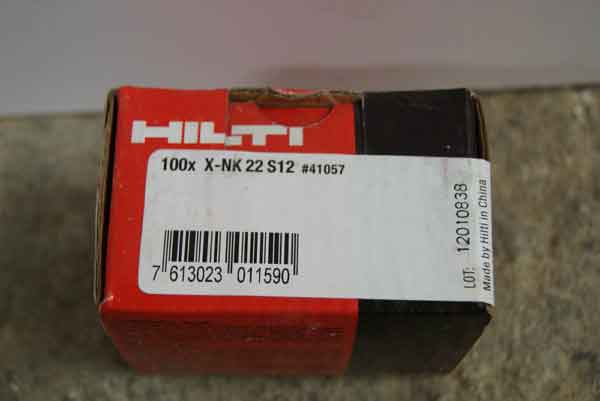 HILTI
100x X-NK 22 S12 #41057
7 613023 011590
LOT: 12010838
Made by Hilti in China